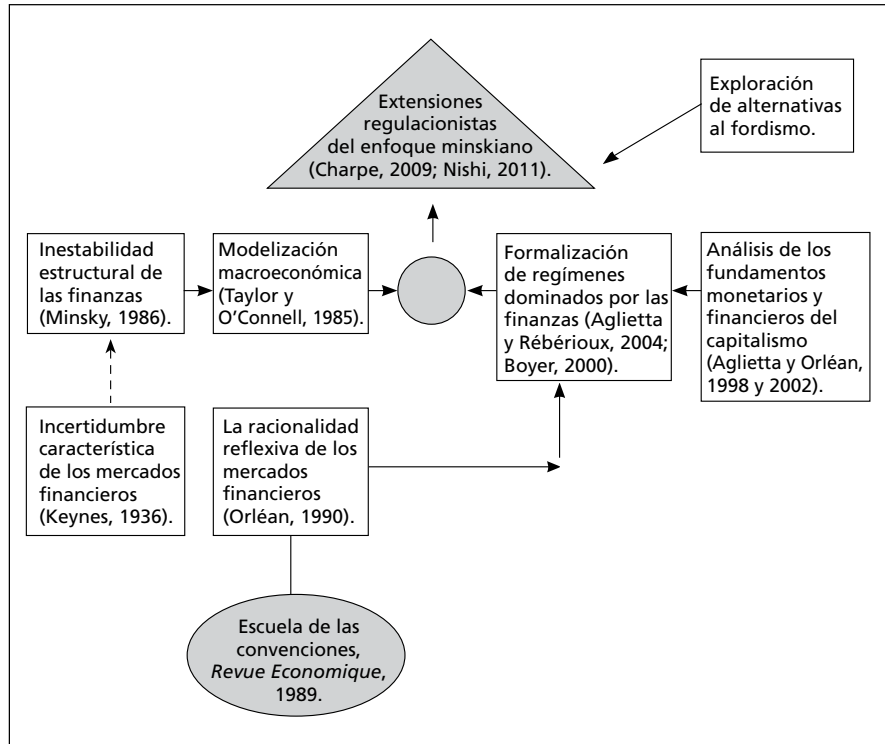 Extensiones
regulacionistas
del enfoque minskiano
(Charpe, 2009; Nishi, 2011).
Exploración
de alternativas
al fordismo.
Inestabilidad
estructural de
las finanzas
(Minsky, 1986).
Modelización
macroeconómica
(Taylor y
O’Connell, 1985).
Formalización
de regímenes
dominados por las
finanzas (Aglietta
y Rébérioux, 2004;
Boyer, 2000).
Análisis de los
fundamentos
monetarios y
financieros del
capitalismo
(Aglietta y Orléan,
1998 y 2002).
Incertidumbre
característica
de los mercados
financieros
(Keynes, 1936).
La racionalidad
reflexiva de los
mercados
financieros
(Orléan, 1990).
Escuela de las
convenciones,
Revue Economique,
1989.